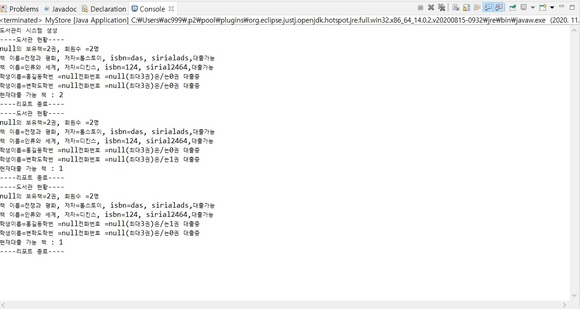 Problems Javadoc Declaration Console
<terminated> MyStore [Java Application] C:\Users\ac999\.p2\pool\plugins\org.eclipse.justj.openjdk.hotspot.jre.full.win32.x86_64_14.0.2.v20200815-0932\jre\bin\javaw.exe (2020. 11.
도서관리 시스템 생성
----도서관 현황----
null의 보유책=2권, 회원수 =2명
책 이름=전쟁과 평화, 저자=톨스토이, isbn=das, sirialads,대출가능
책 이름=인류와 세계, 저자=디킨스, isbn=124, sirial2464,대출가능
학생이름=홍길동학번 =null전화번호 =null(최대3권)은/는0권 대출중
학생이름=변학도학번 =null전화번호 =null(최대3권)은/는0권 대출중
현재대출 가능 책 : 2
----리포트 종료----
----도서관 현황----
null의 보유책=2권, 회원수 =2명
책 이름=전쟁과 평화, 저자=톨스토이, isbn=das, sirialads,대출가능
책 이름=인류와 세계, 저자=디킨스, isbn=124, sirial2464,대출가능
학생이름=홍길동학번 =null전화번호 =null(최대3권)은/는0권 대출중
학생이름=변학도학번 =null전화번호 =null(최대3권)은/는1권 대출중
현재대출 가능 책 : 1
----리포트 종료----
----도서관 현황----
null의 보유책=2권, 회원수 =2명
책 이름=전쟁과 평화, 저자=톨스토이, isbn=das, sirialads,대출가능
책 이름=인류와 세계, 저자=디킨스, isbn=124, sirial2464,대출가능
학생이름=홍길동학번 =null전화번호 =null(최대3권)은/는1권 대출중
학생이름=변학도학번 =null전화번호 =null(최대3권)은/는0권 대출중
현재대출 가능 책 : 1
----리포트 종료----